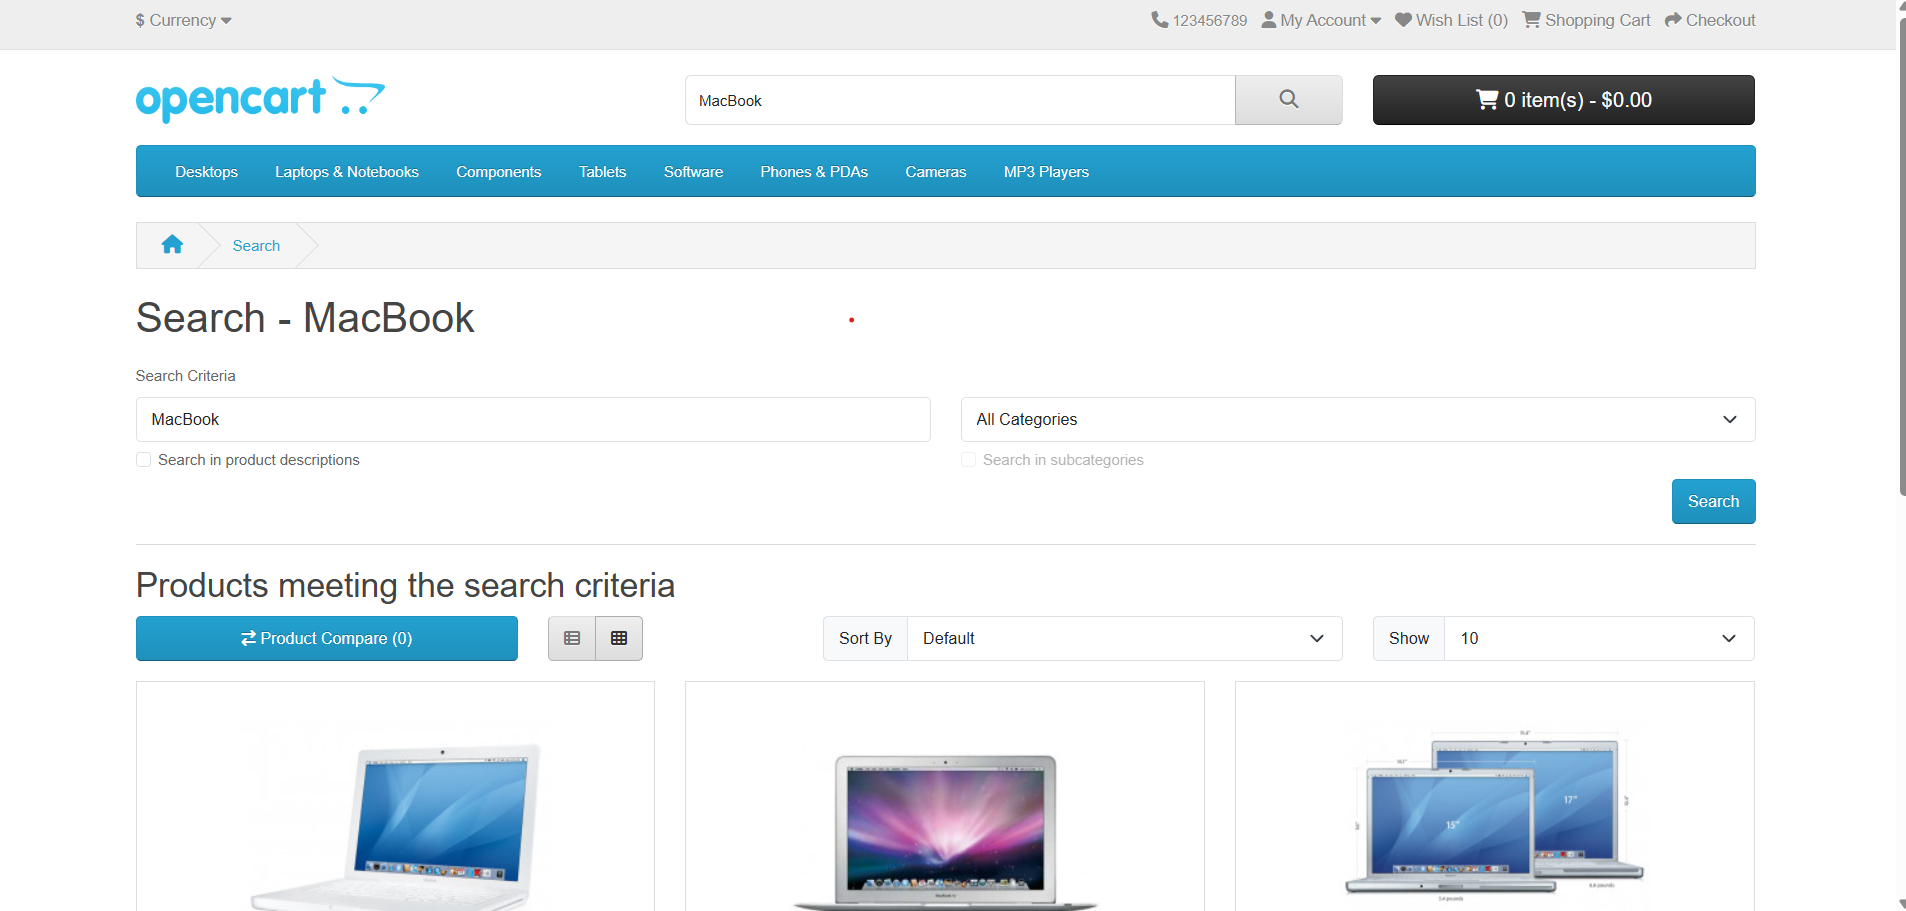 $ Currency
123456789 My Account Wish List (0) Shopping Cart Checkout
opencart
MacBook
0 item(s) - $0.00
Desktops Laptops & Notebooks Components Tablets Software Phones & PDAs Cameras MP3 Players
Search
Search - MacBook
Search Criteria
MacBook
All Categories
Search in product descriptions
Search in subcategories
Search
Products meeting the search criteria
Product Compare (0)
Sort By Default
Show 10
15"
17"